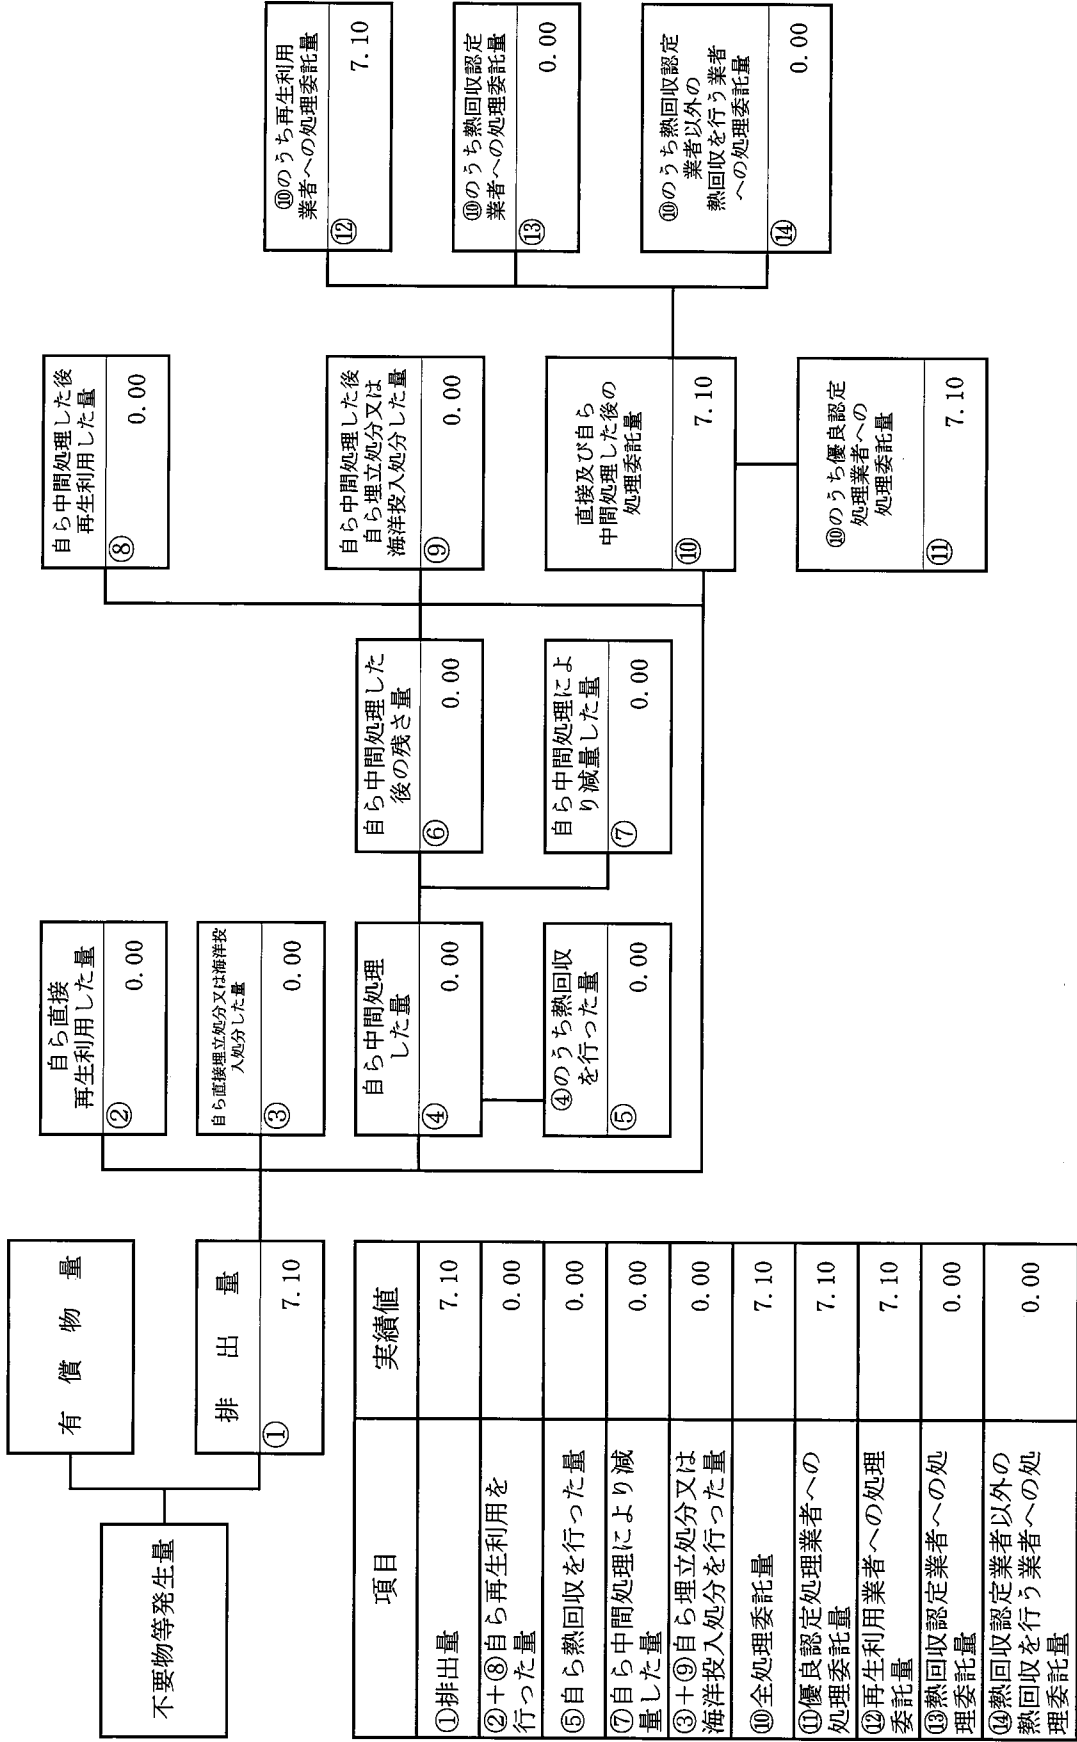 不要物等発生量
有償物量
排出量
①
7.10
自ら直接
再生利用した量
②
0.00
自ら直接埋立処分又は海洋投
入処分した量
③
0.00
自ら中間処理
した量
④
0.00
④のうち熱回収
を行った量
⑤
0.00
自ら中間処理した
後の残さ量
⑥
0.00
自ら中間処理によ
り減量した量
⑦
0.00
自ら中間処理した後
再生利用した量
⑧
0.00
自ら中間処理した後
自ら埋立処分又は
海洋投入処分した量
⑨
0.00
直接及び自ら
中間処理した後の
処理委託量
⑩
7.10
⑩のうち優良認定
処理業者への
処理委託量
⑪
7.10
⑩のうち再生利用
業者への処理委託量
⑫
7.10
⑩のうち熱回収認定
業者への処理委託量
⑬
0.00
⑩のうち熱回収認定
業者以外の
熱回収を行う業者
への処理委託量
⑭
0.00
項目 実績値
①排出量 7.10
②+⑧自ら再生利用を
行った量 0.00
⑤自ら熱回収を行った量 0.00
⑦自ら中間処理により減
量した量 0.00
③+⑨自ら埋立処分又は
海洋投入処分を行った量 0.00
⑩全処理委託量 7.10
⑪優良認定処理業者への
処理委託量 7.10
⑫再生利用業者への処理
委託量 7.10
⑬熱回収認定業者への処
理委託量 0.00
⑭熱回収認定業者以外の
熱回収を行う業者への処
理委託量 0.00